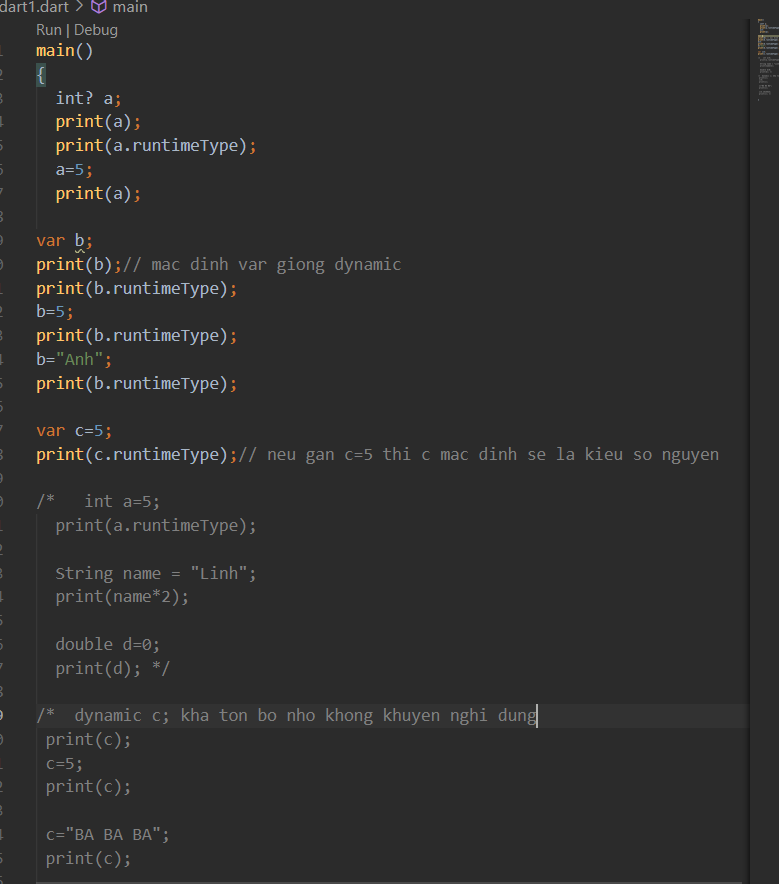 dart1.dart > main
Run | Debug
main()
{
  int? a;
  print(a);
  print(a.runtimeType);
  a=5;
  print(a);
var b;
print(b);// mac dinh var giong dynamic
print(b.runtimeType);
b=5;
print(b.runtimeType);
b="Anh";
print(b.runtimeType);
var c=5;
print(c.runtimeType);// neu gan c=5 thi c mac dinh se la kieu so nguyen
/*   int a=5;
  print(a.runtimeType);
  String name = "Linh";
  print(name*2);
  double d=0;
  print(d); */
/*  dynamic c; kha ton bo nho khong khuyen nghi dung
 print(c);
 c=5;
 print(c);
 c="BA BA BA";
 print(c);